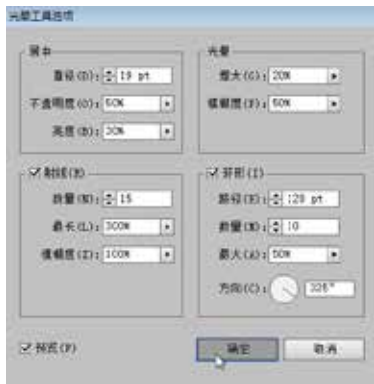 光晕工具选项
居中
直径(D): 19 pt
不透明度(O): 50%
亮度(B): 30%
光晕
增大(G): 20%
模糊度(F): 50%
射线(R)
数量(N): 15
最长(L): 300%
模糊度(Z): 100%
环形(I)
路径(H): 120 pt
数量(M): 10
最大(A): 50%
方向(C): 325°
预览(P)
确定
取消